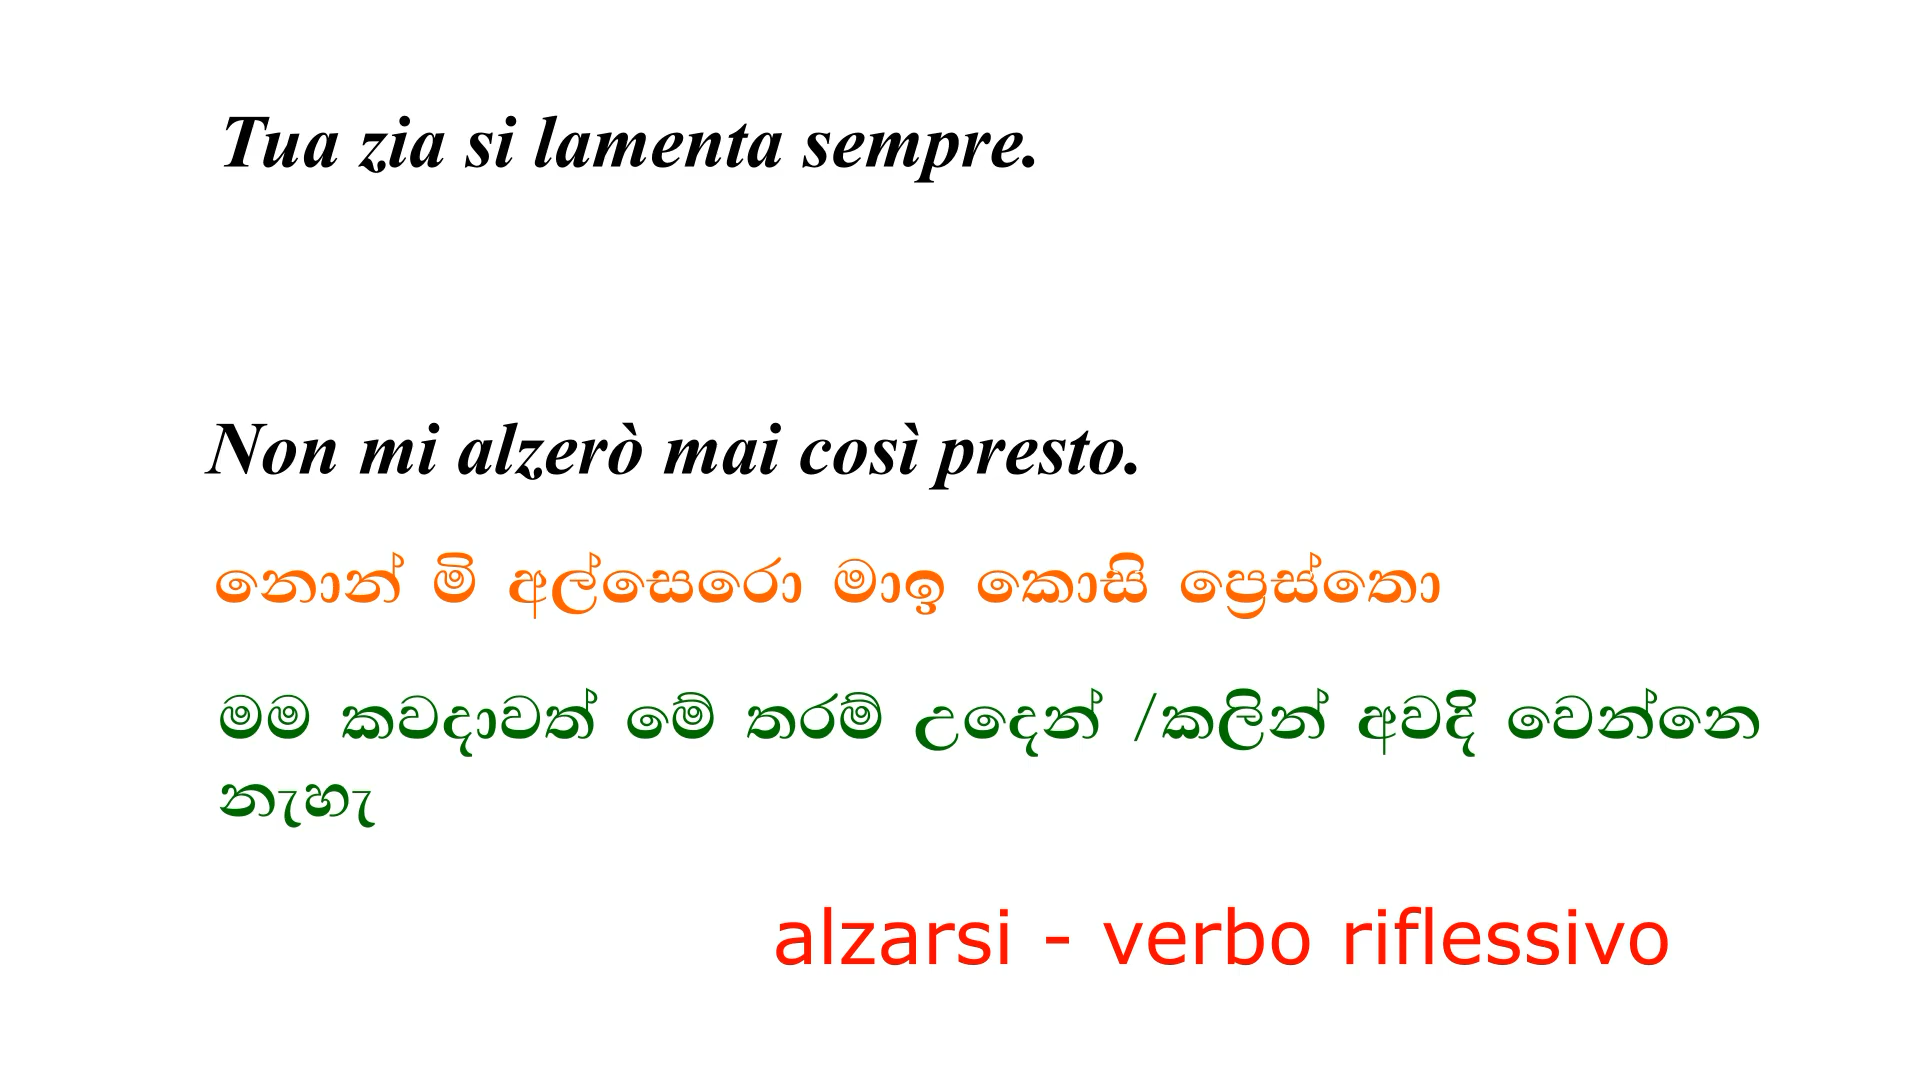 Tua zia si lamenta sempre.
Non mi alzerò mai così presto.
නොන් මි අල්සෙරො මාඉ කොසි ප්‍රෙස්තො
මම කවදාවත් මේ තරම් උදෙන් /කලින් අවදි වෙන්නෙ
නැහැ
alzarsi - verbo riflessivo